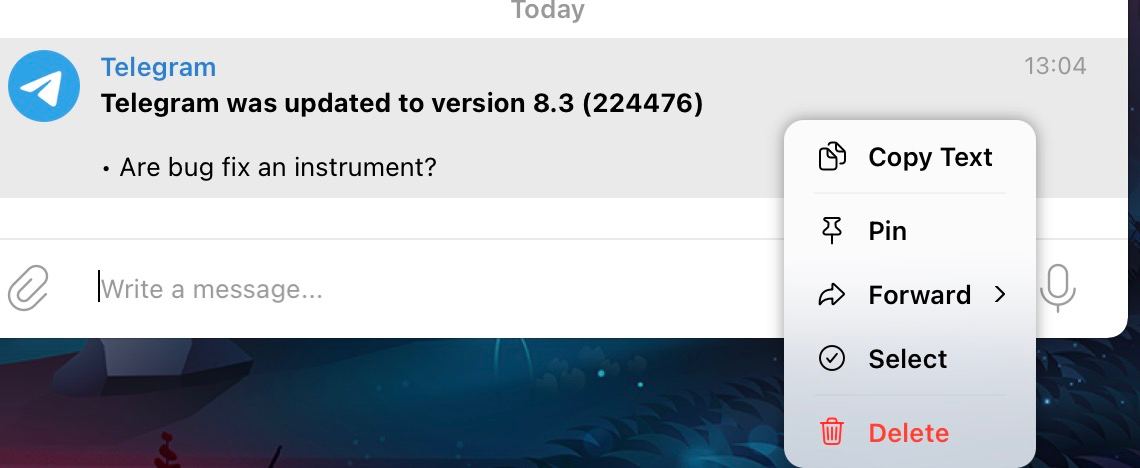 Today
Telegram
13:04
Telegram was updated to version 8.3 (224476)
• Are bug fix an instrument?
Write a message...
Copy Text
Pin
Forward
Select
Delete